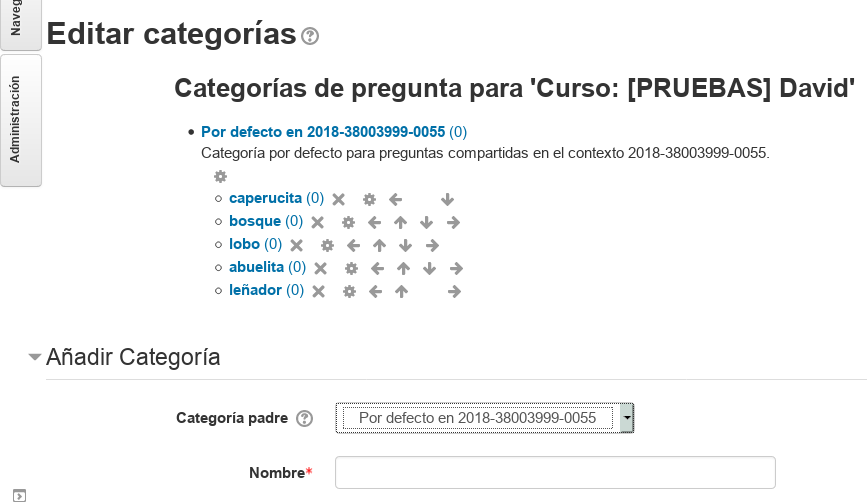 Naveg
Editar categorías
Administración
Categorías de pregunta para 'Curso: [PRUEBAS] David'
Por defecto en 2018-38003999-0055 (0)
Categoría por defecto para preguntas compartidas en el contexto 2018-38003999-0055.
caperucita (0)
bosque (0)
lobo (0)
abuelita (0)
leñador (0)
Añadir Categoría
Categoría padre
Por defecto en 2018-38003999-0055
Nombre*